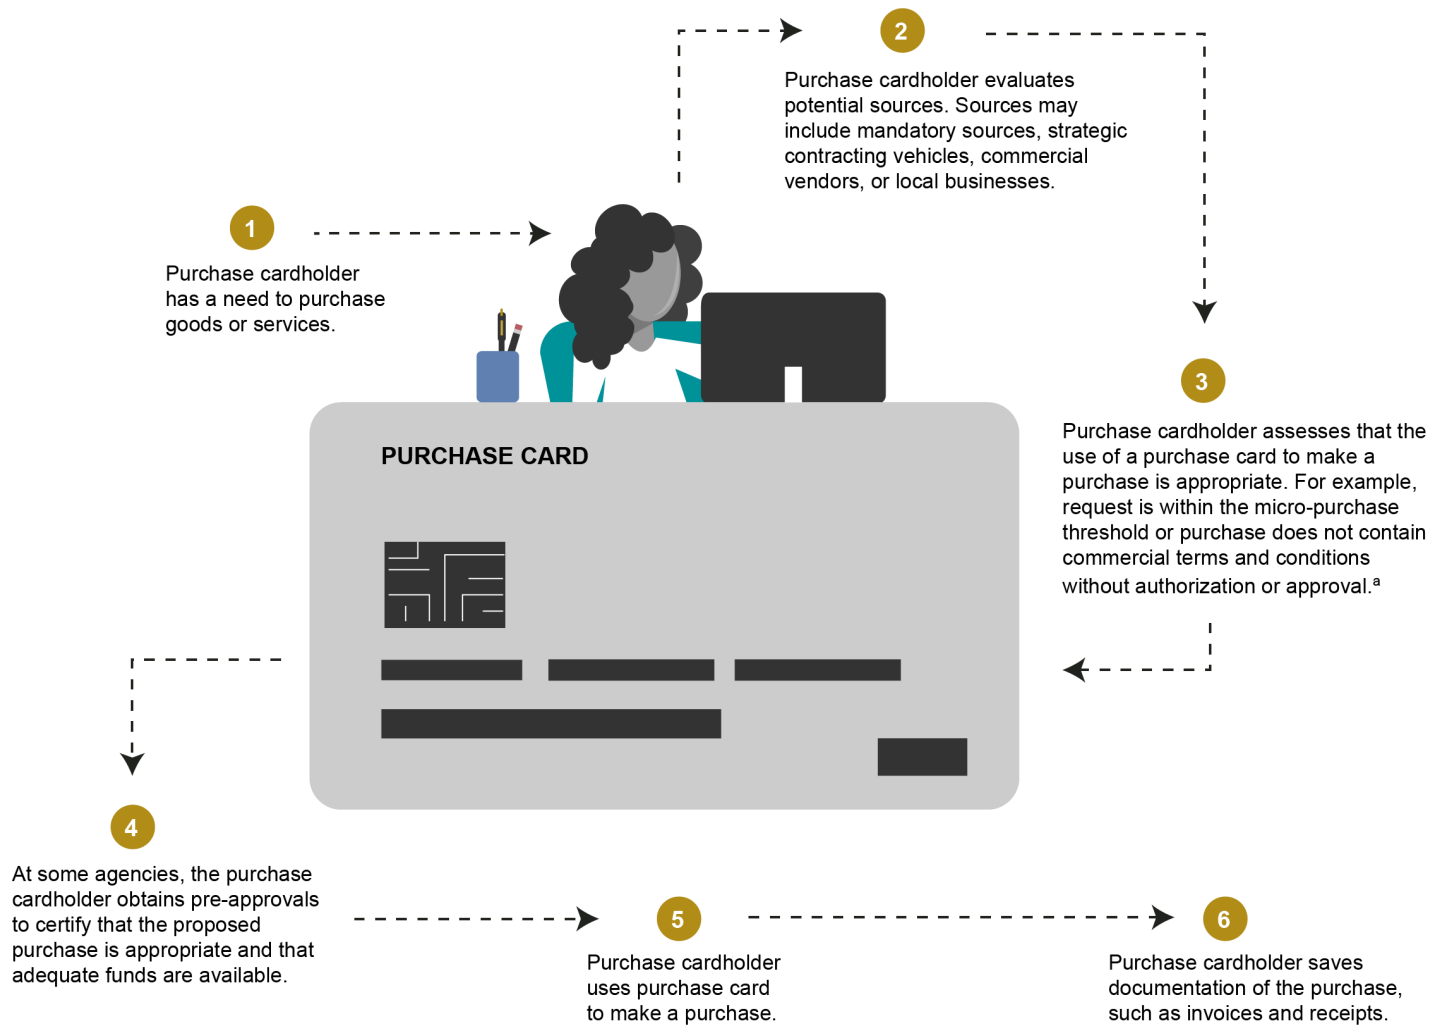 1
Purchase cardholder
has a need to purchase
goods or services.
2
Purchase cardholder evaluates
potential sources. Sources may
include mandatory sources, strategic
contracting vehicles, commercial
vendors, or local businesses.
3
Purchase cardholder assesses that the
use of a purchase card to make a
purchase is appropriate. For example,
request is within the micro-purchase
threshold or purchase does not contain
commercial terms and conditions
without authorization or approval.ª
PURCHASE CARD
4
At some agencies, the purchase
cardholder obtains pre-approvals
to certify that the proposed
purchase is appropriate and that
adequate funds are available.
5
Purchase cardholder
uses purchase card
to make a purchase.
6
Purchase cardholder saves
documentation of the purchase,
such as invoices and receipts.